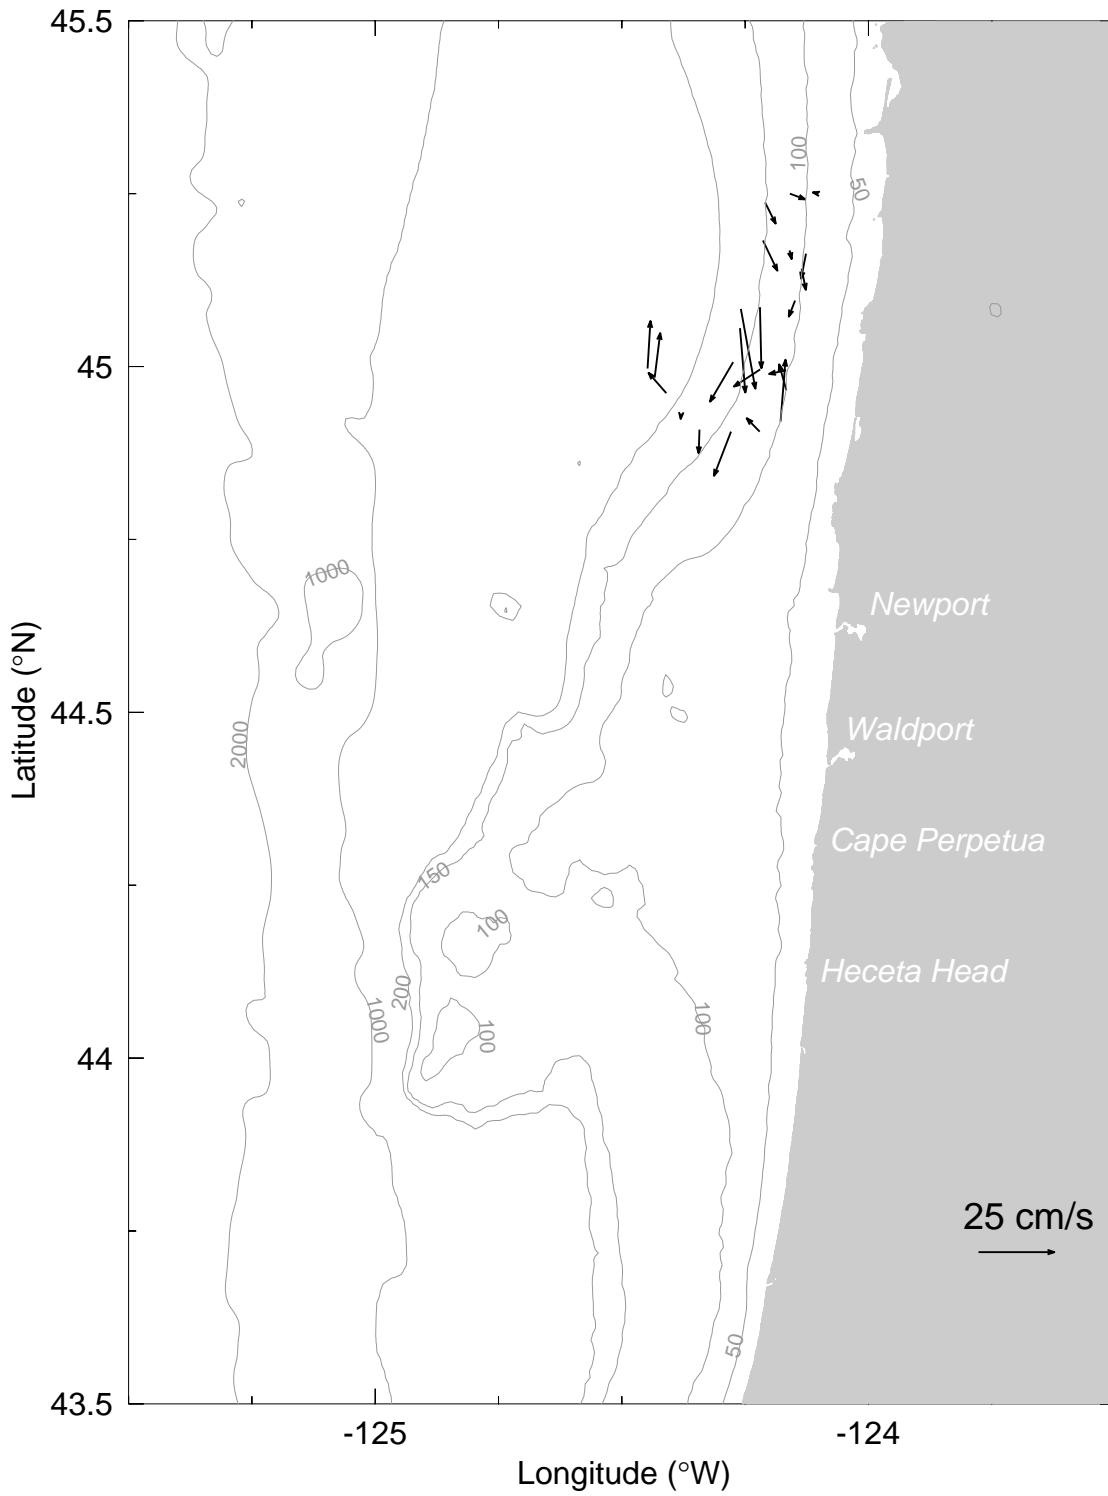 45.5
100
50
45
1000
Newport
Latitude (°N)
44.5
2000
Waldport
Cape Perpetua
150
100
Heceta Head
200
1000
100
100
44
25 cm/s
50
43.5
-125
-124
Longitude (°W)